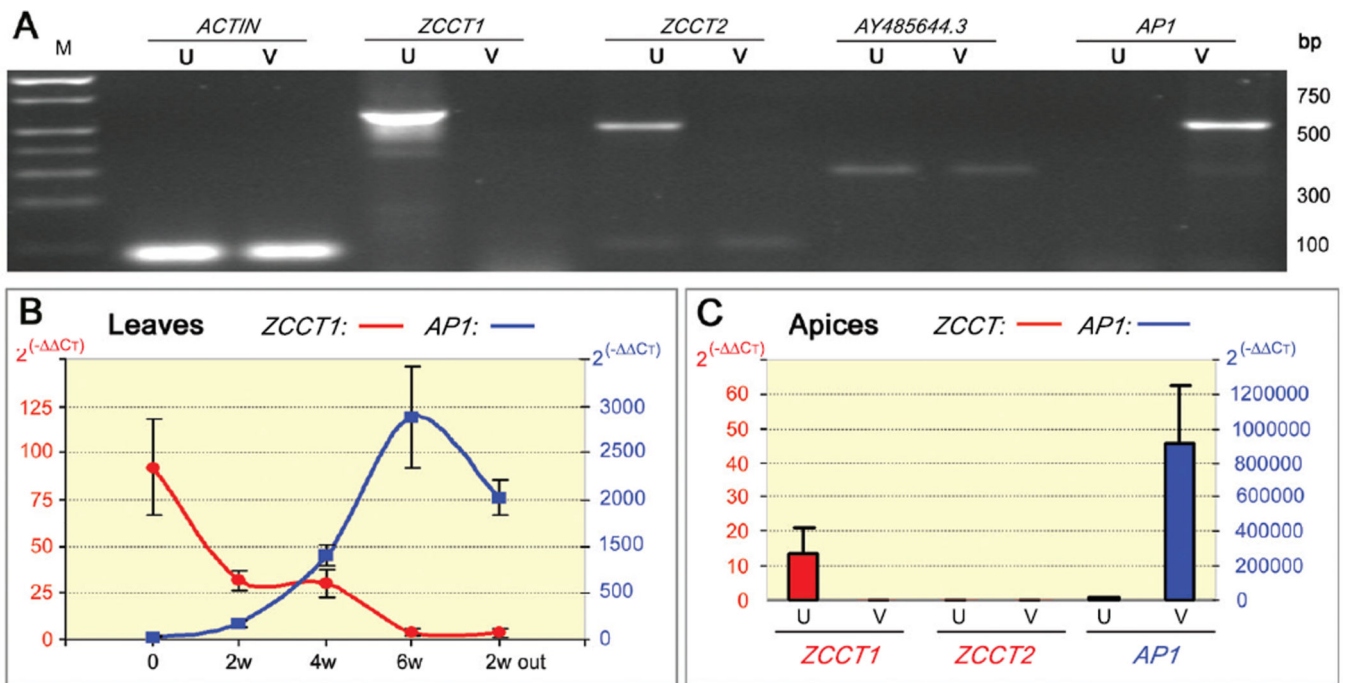 A
M
ACTIN ZCCT1 ZCCT2 AY485644.3 AP1
U V U V U V U V U V
bp
750
500
300
100
B Leaves ZCCT1: AP1:
2(-ΔΔCT) 2(-ΔΔCT)
125 3000
100 2500
75 2000
50 1500
25 500
0 0
0 2w 4w 6w 2w out
C Apices ZCCT: AP1:
2(-ΔΔCT) 2(-ΔΔCT)
60 1200000
50 1000000
40 800000
30 600000
20 400000
10 200000
0 0
U V U V U V
ZCCT1 ZCCT2 AP1